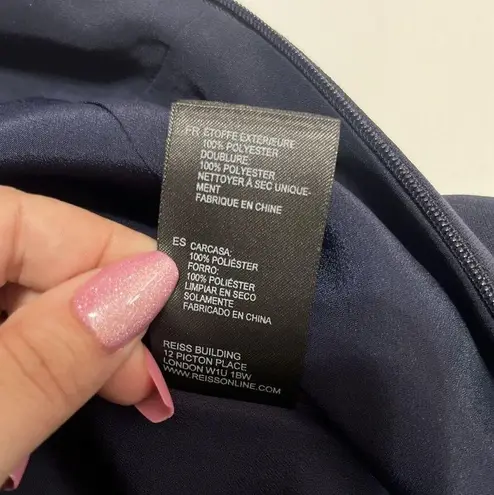 FR ÉTOFFE EXTÉRIEURE
100% POLYESTER
DOUBLURE:
100% POLYESTER
NETTOYER À SEC UNIQUE-
MENT
FABRIQUE EN CHINE
ES CARCASA:
100% POLIÉSTER
FORRO:
100% POLIÉSTER
LIMPIAR EN SECO
SOLAMENTE
FABRICADO EN CHINA
REISS BUILDING
12 PICTON PLACE
LONDON W1U 1BW
WWW.REISSONLINE.COM